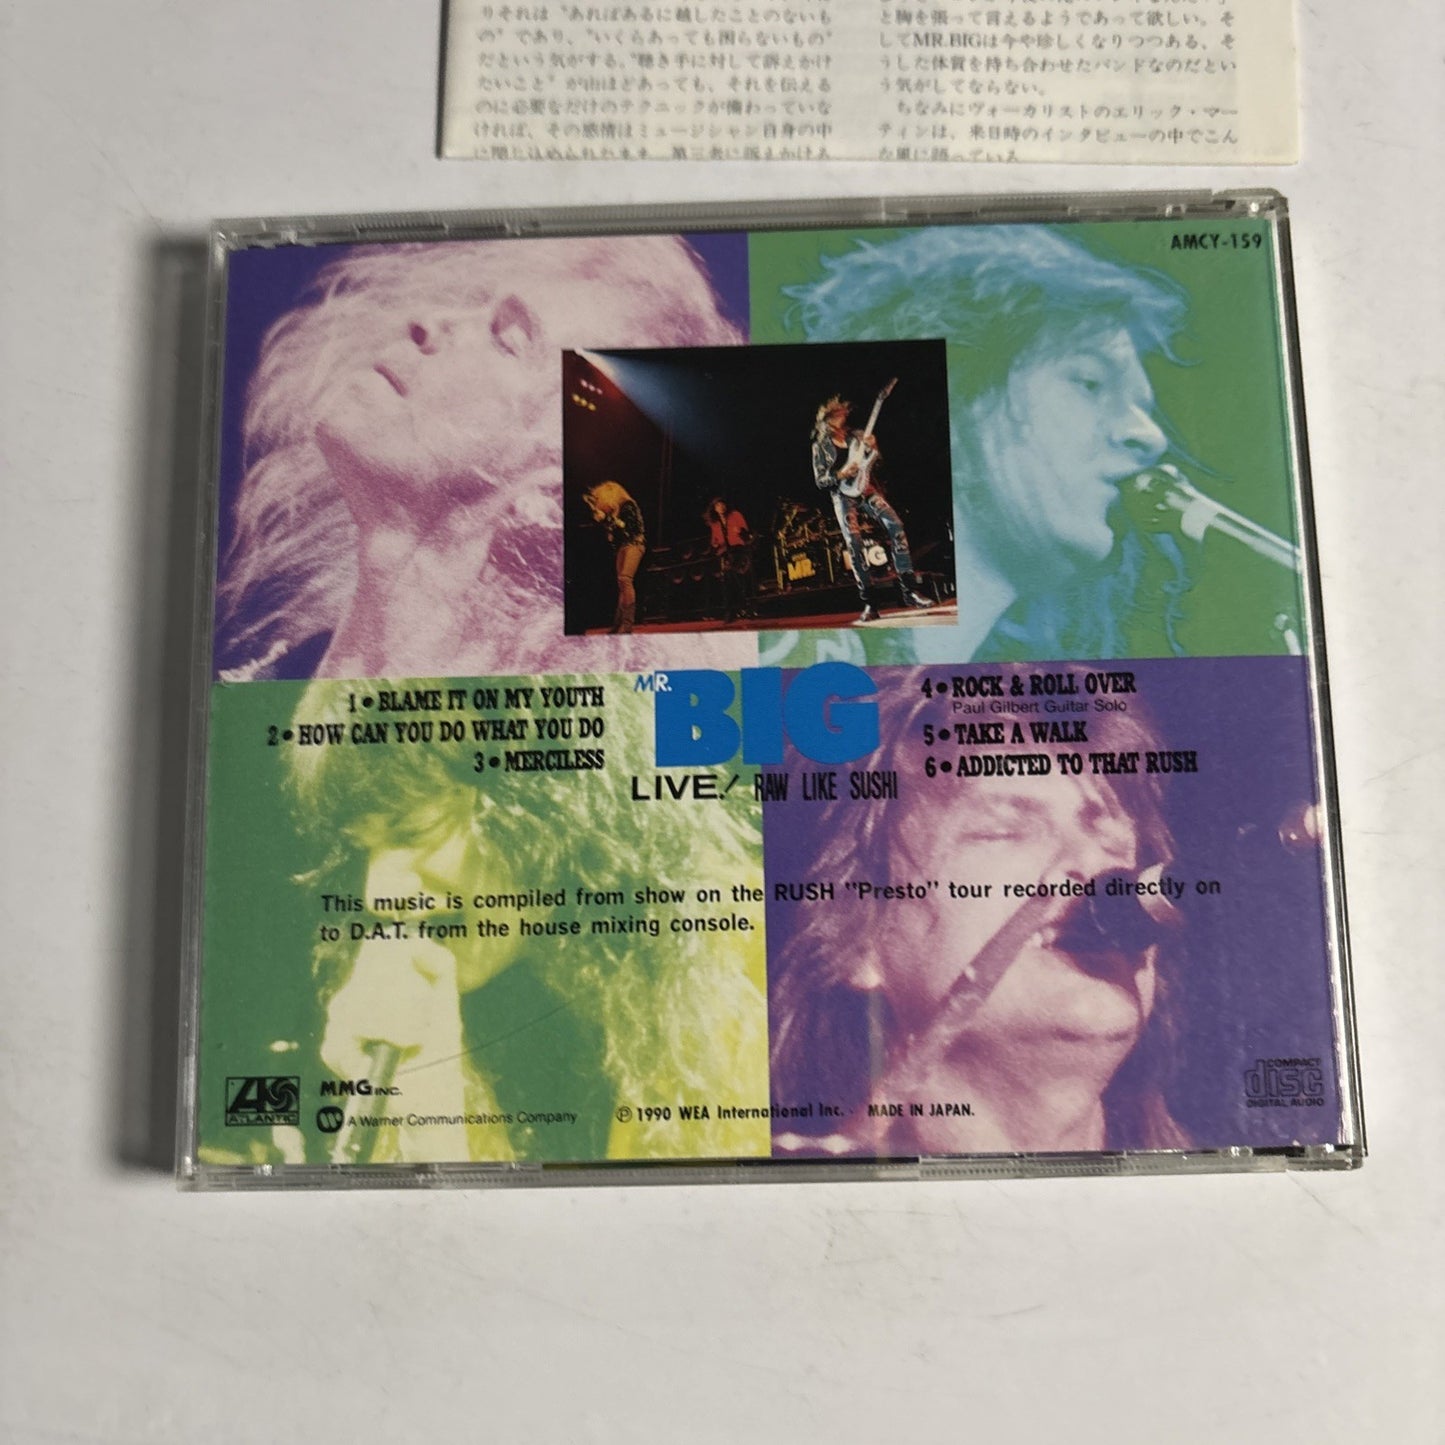 りそれは“あればあるに越したことのないも
の”であり、“いくらあっても困らないもの”
だという気がする。“聴き手に対して訴えかけ
たいこと”が山ほどあっても、それを伝える
のに必要なだけのテクニックが備わっていな
ければ、その感情はミュージシャン自身の中
に閉じ込められたまま、第三者に訴えかける
と胸を張って言えるようであって欲しい。そ
してMR.BIGは今や珍しくなりつつある、そ
うした体質を持ち合わせたバンドなのだとい
う気がしてならない。
ちなみにヴォーカリストのエリック・マー
ティンは、来日時のインタビューの中でこん
な風に語っている
AMCY-159
MR. BIG
1 • BLAME IT ON MY YOUTH
2 • HOW CAN YOU DO WHAT YOU DO
3 • MERCILESS
MR.
BIG
LIVE! RAW LIKE SUSHI
4 • ROCK & ROLL OVER
Paul Gilbert Guitar Solo
5 • TAKE A WALK
6 • ADDICTED TO THAT RUSH
This music is compiled from show on the RUSH "Presto" tour recorded directly on
to D.A.T. from the house mixing console.
ATLANTIC
MMG INC.
A Warner Communications Company
℗ 1990 WEA International Inc. · MADE IN JAPAN.
COMPACT
disc
DIGITAL AUDIO